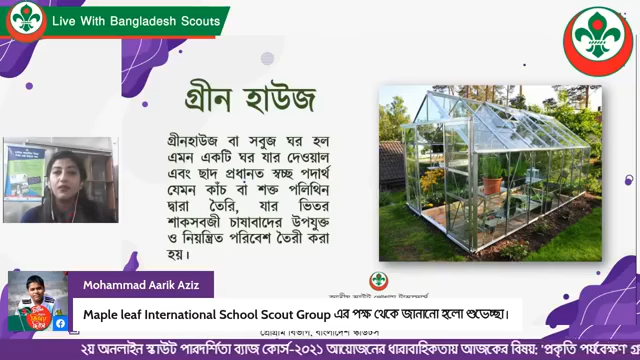 Live With Bangladesh Scouts
গ্রীন হাউজ
গ্রীনহাউজ বা সবুজ ঘর হল
এমন একটি ঘর যার দেওয়াল
এবং ছাদ প্রধানত স্বচ্ছ পদার্থ
যেমন কাঁচ বা শক্ত পলিথিন
দ্বারা তৈরি, যার ভিতর
শাকসবজী চাষাবাদের উপযুক্ত
ও নিয়ন্ত্রিত পরিবেশ তৈরী করা
হয়।
Mohammad Aarik Aziz
Maple leaf International School Scout Group এর পক্ষ থেকে জানানো হলো শুভেচ্ছা।
প্রোগ্রাম বিভাগ, বাংলাদেশ স্কাউটস
২য় অনলাইন স্কাউট পারদর্শিতা ব্যাজ কোর্স-২০২১ আয়োজনের ধারাবাহিকতায় আজকের বিষয়: 'প্রকৃতি পর্যবেক্ষণ'